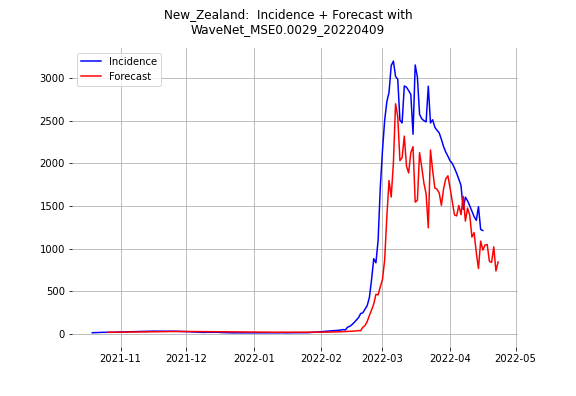 New_Zealand:  Incidence + Forecast with
WaveNet_MSE0.0029_20220409
Incidence
Forecast
3000
2500
2000
1500
1000
500
0
2021-11 2021-12 2022-01 2022-02 2022-03 2022-04 2022-05